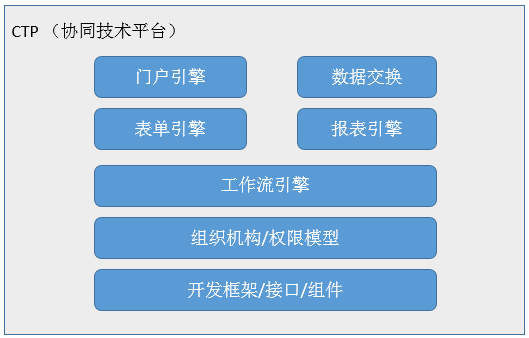 CTP（协同技术平台）
门户引擎
数据交换
表单引擎
报表引擎
工作流引擎
组织机构/权限模型
开发框架/接口/组件